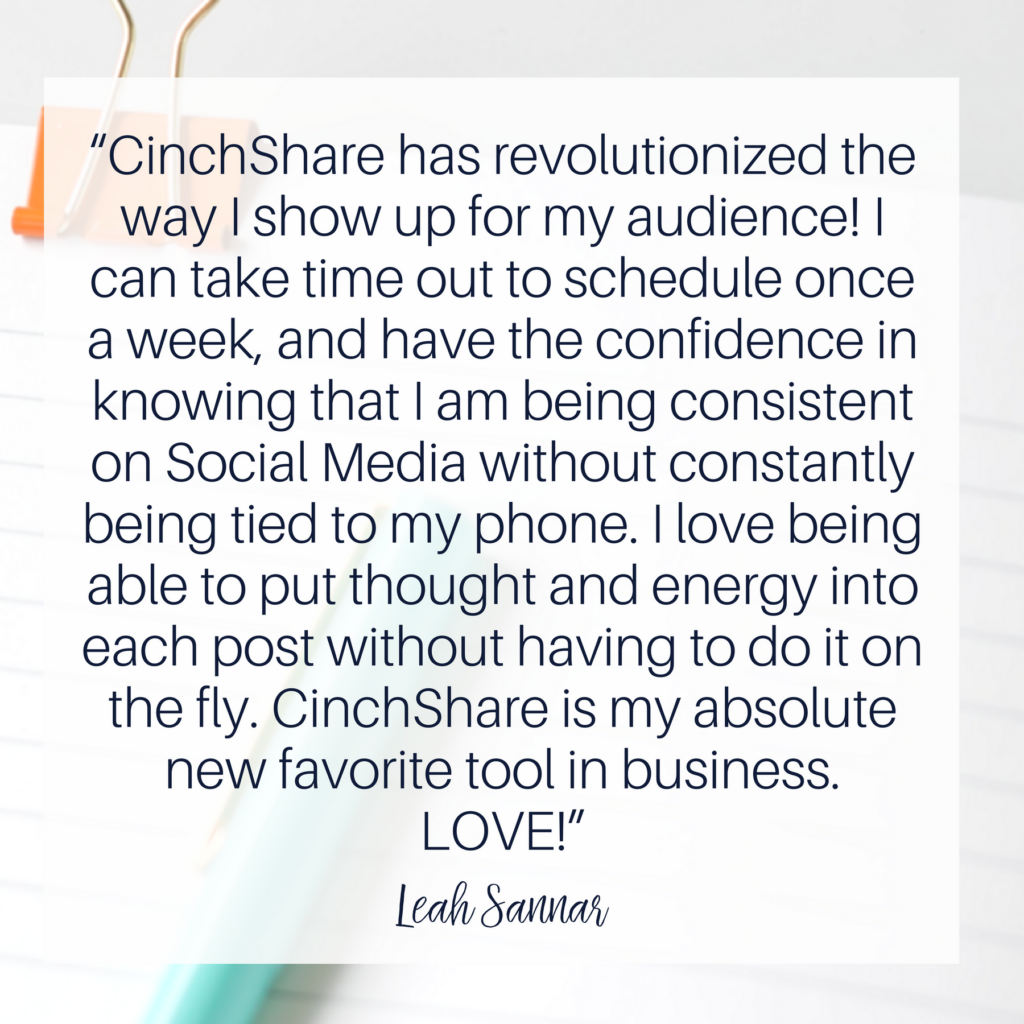 “CinchShare has revolutionized the
way I show up for my audience! I
can take time out to schedule once
a week, and have the confidence in
knowing that I am being consistent
on Social Media without constantly
being tied to my phone. I love being
able to put thought and energy into
each post without having to do it on
the fly. CinchShare is my absolute
new favorite tool in business.
LOVE!”
Leah Sannar